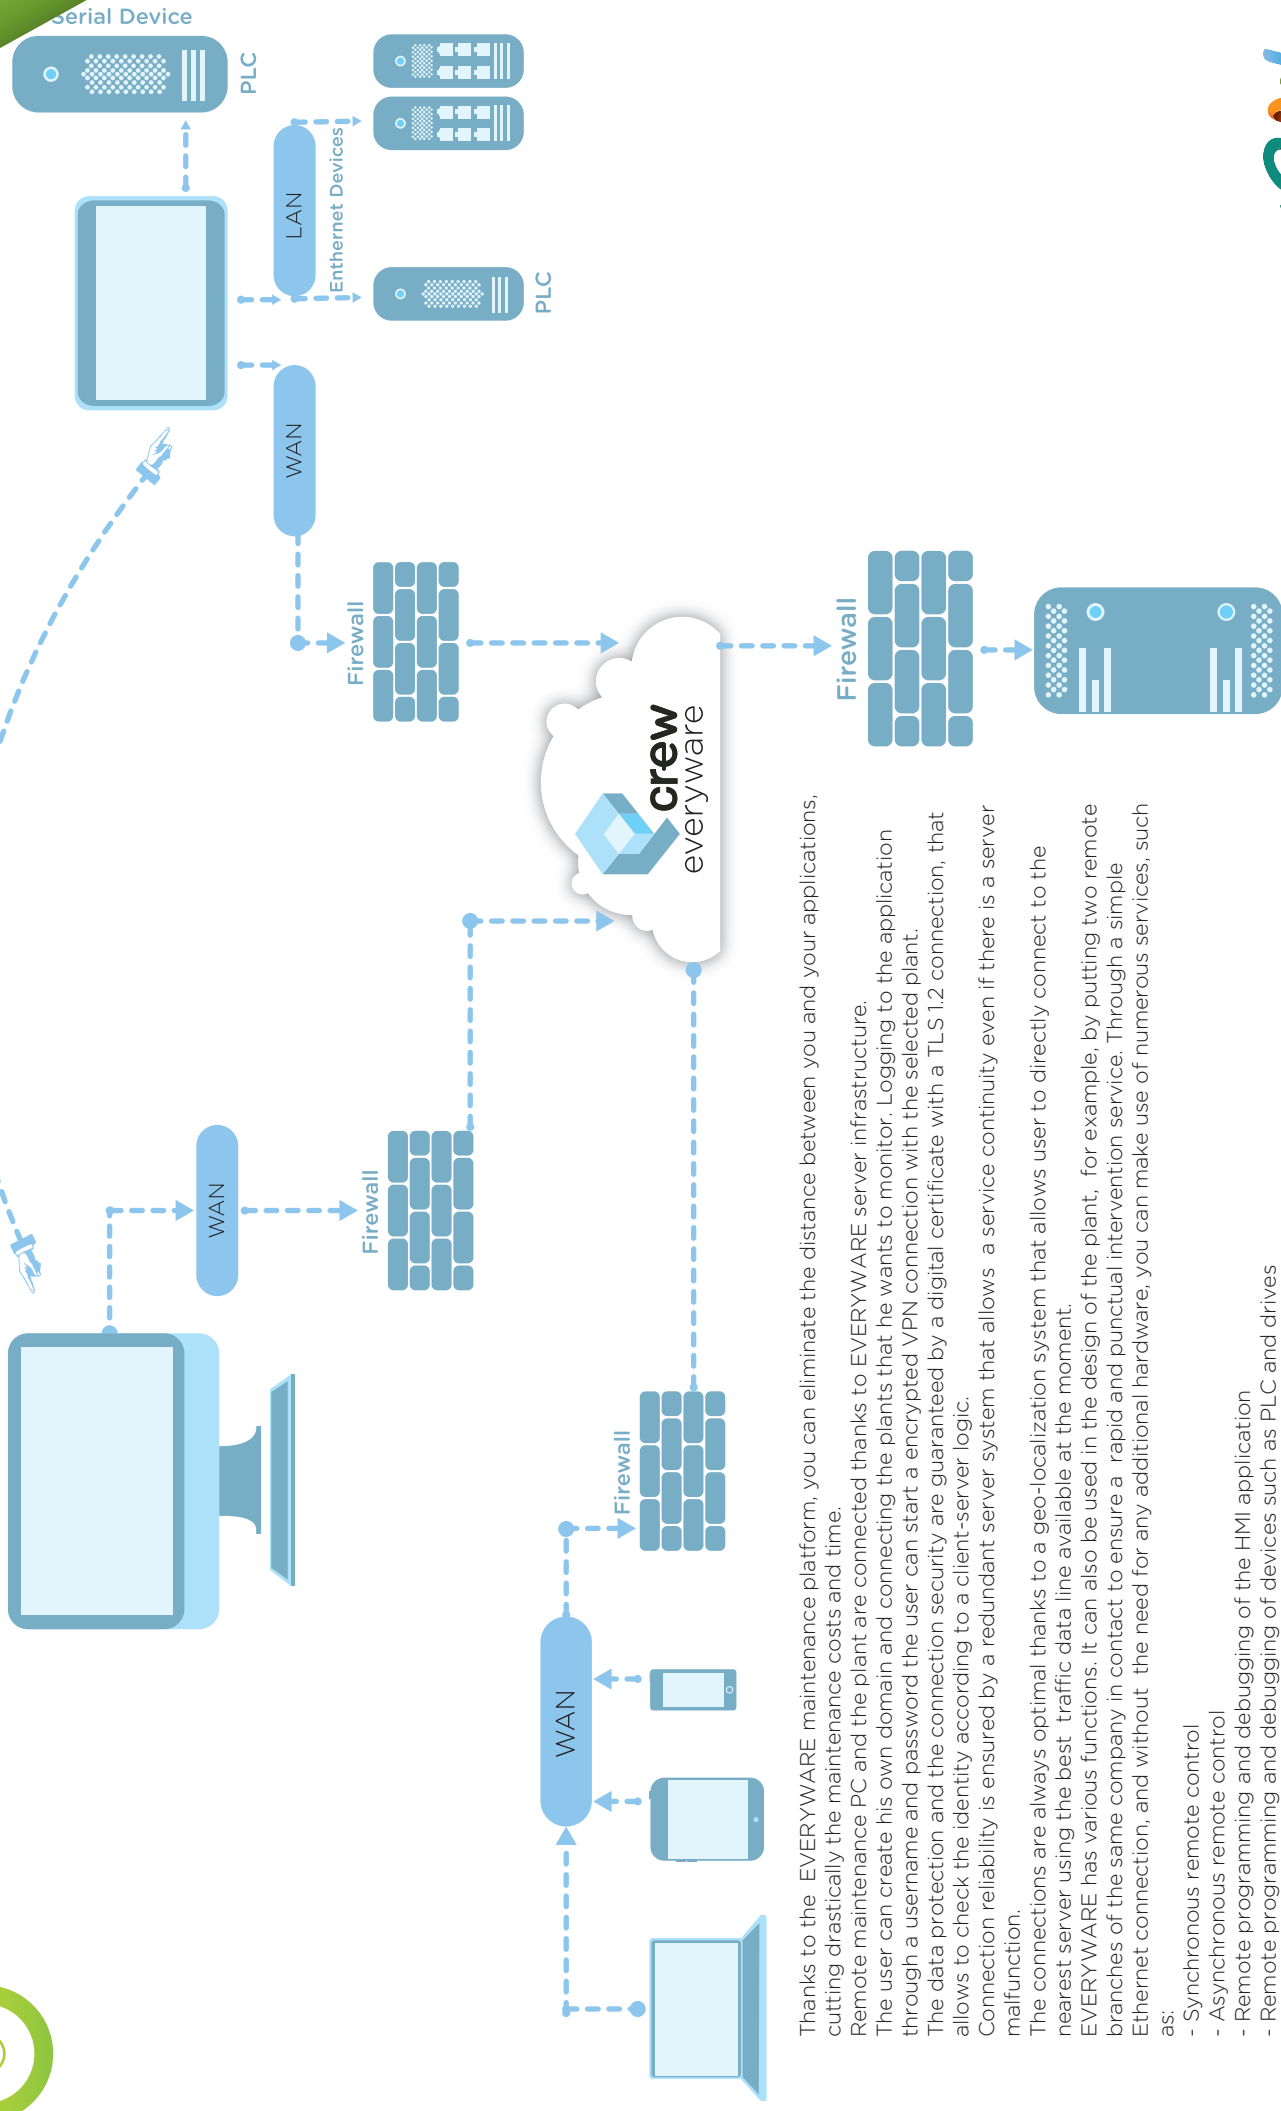 Serial Device
PLC
LAN
Enthernet Devices
PLC
WAN
Firewall
WAN
Firewall
crew
everyware
Firewall
WAN
Firewall
Thanks to the EVERYWARE maintenance platform, you can eliminate the distance between you and your applications,
cutting drastically the maintenance costs and time.
Remote maintenance PC and the plant are connected thanks to EVERYWARE server infrastructure.
The user can create his own domain and connecting the plants that he wants to monitor. Logging to the application
through a username and password the user can start a encrypted VPN connection with the selected plant.
The data protection and the connection security are guaranteed by a digital certificate with a TLS 1.2 connection, that
allows to check the identity according to a client-server logic.
Connection reliability is ensured by a redundant server system that allows a service continuity even if there is a server
malfunction.
The connections are always optimal thanks to a geo-localization system that allows user to directly connect to the
nearest server using the best traffic data line available at the moment.
EVERYWARE has various functions. It can also be used in the design of the plant, for example, by putting two remote
branches of the same company in contact to ensure a rapid and punctual intervention service. Through a simple
Ethernet connection, and without the need for any additional hardware, you can make use of numerous services, such
as:
- Synchronous remote control
- Asynchronous remote control
- Remote programming and debugging of the HMI application
- Remote programming and debugging of devices such as PLC and drives